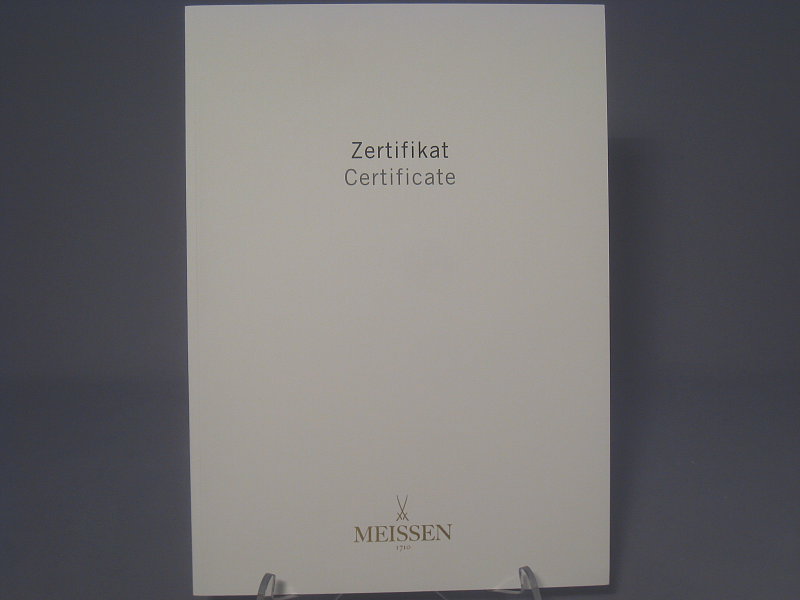 Zertifikat
Certificate
MEISSEN
1710